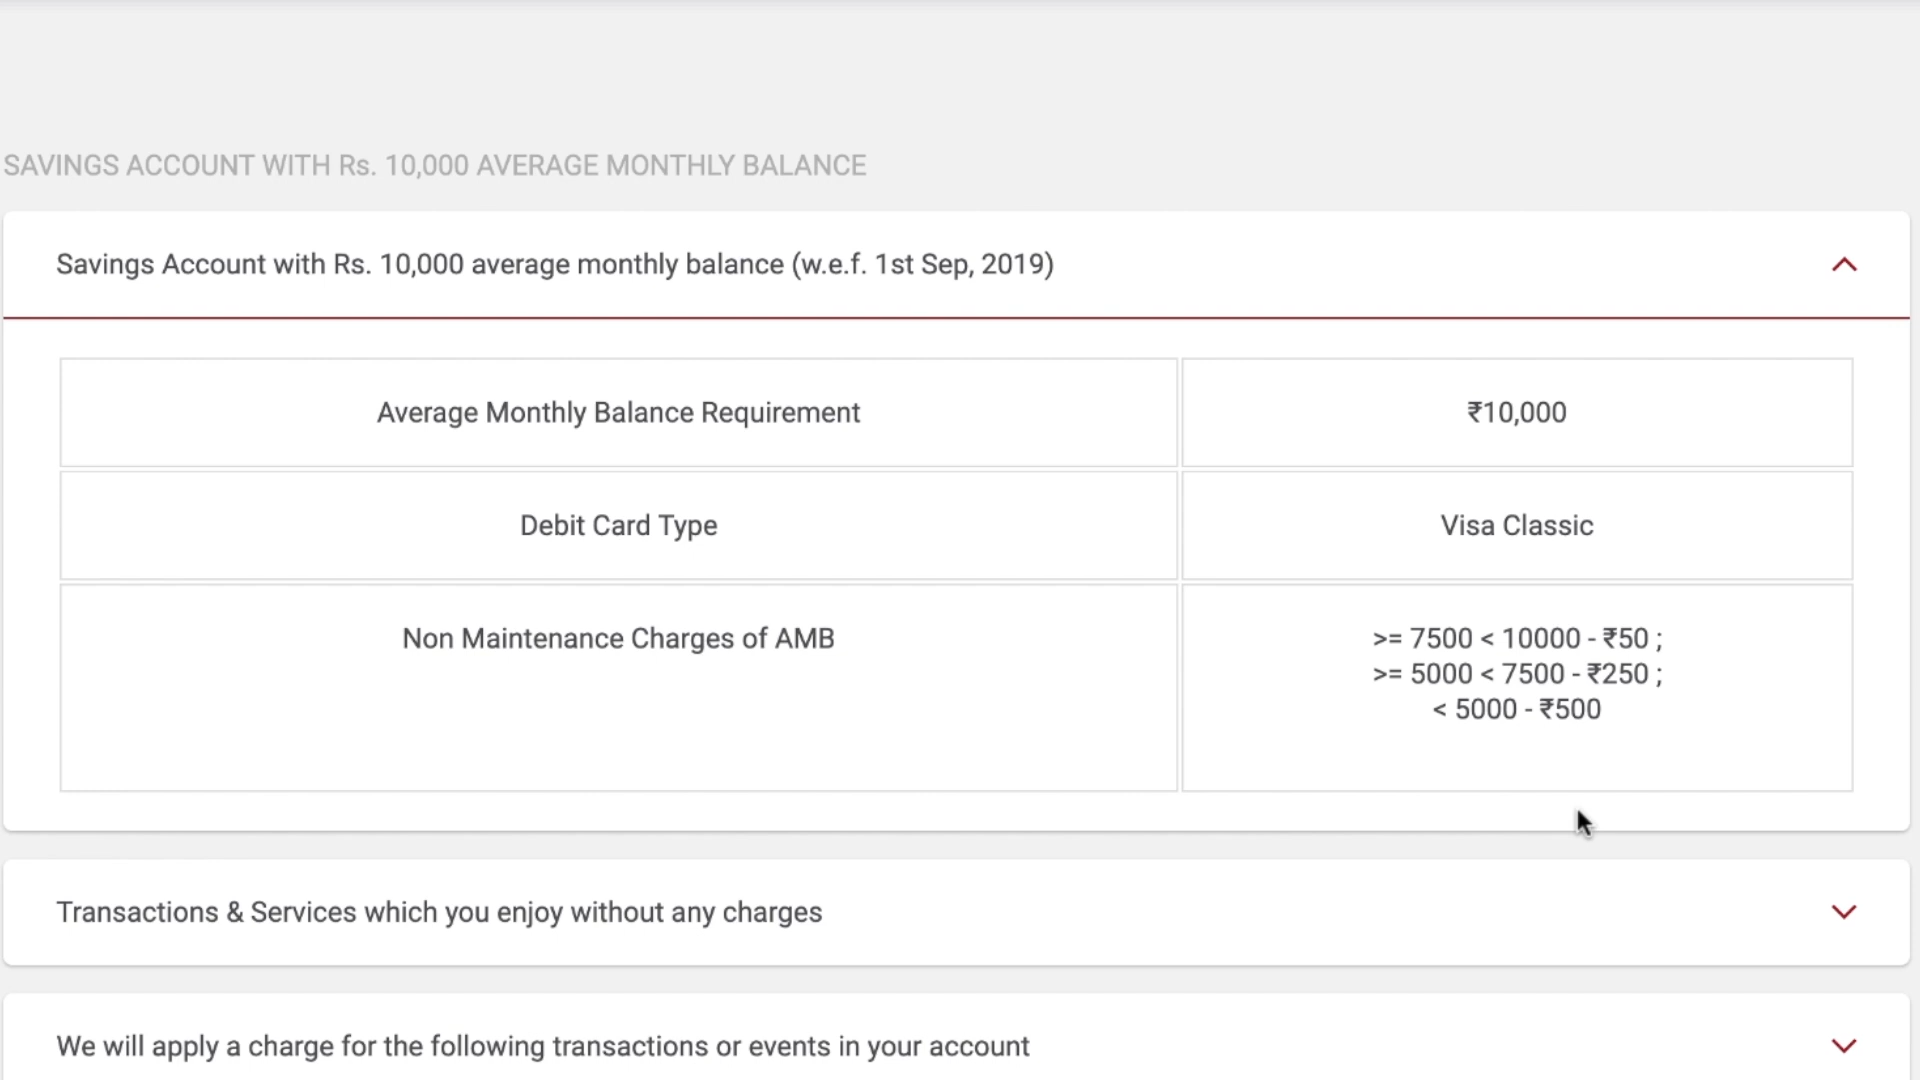 SAVINGS ACCOUNT WITH Rs. 10,000 AVERAGE MONTHLY BALANCE
Savings Account with Rs. 10,000 average monthly balance (w.e.f. 1st Sep, 2019)
Average Monthly Balance Requirement
₹10,000
Debit Card Type
Visa Classic
Non Maintenance Charges of AMB
>= 7500 < 10000 - ₹50 ;
>= 5000 < 7500 - ₹250 ;
< 5000 - ₹500
Transactions & Services which you enjoy without any charges
We will apply a charge for the following transactions or events in your account